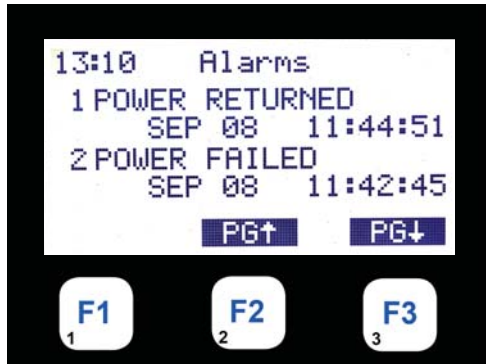 13:10 Alarms
1 POWER RETURNED
SEP 08 11:44:51
2 POWER FAILED
SEP 08 11:42:45
PG↑ PG↓
F1 F2 F3
1 2 3